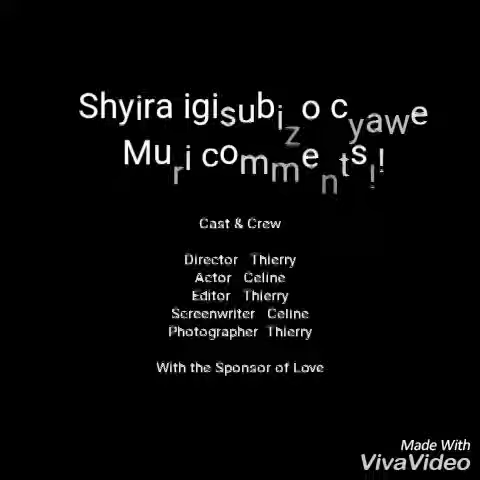 Shyira igisubizo cyawe
Muri comments!!
Cast & Crew
Director Thierry
Actor Celine
Editor Thierry
Screenwriter Celine
Photographer Thierry
With the Sponsor of Love
Made With
VivaVideo